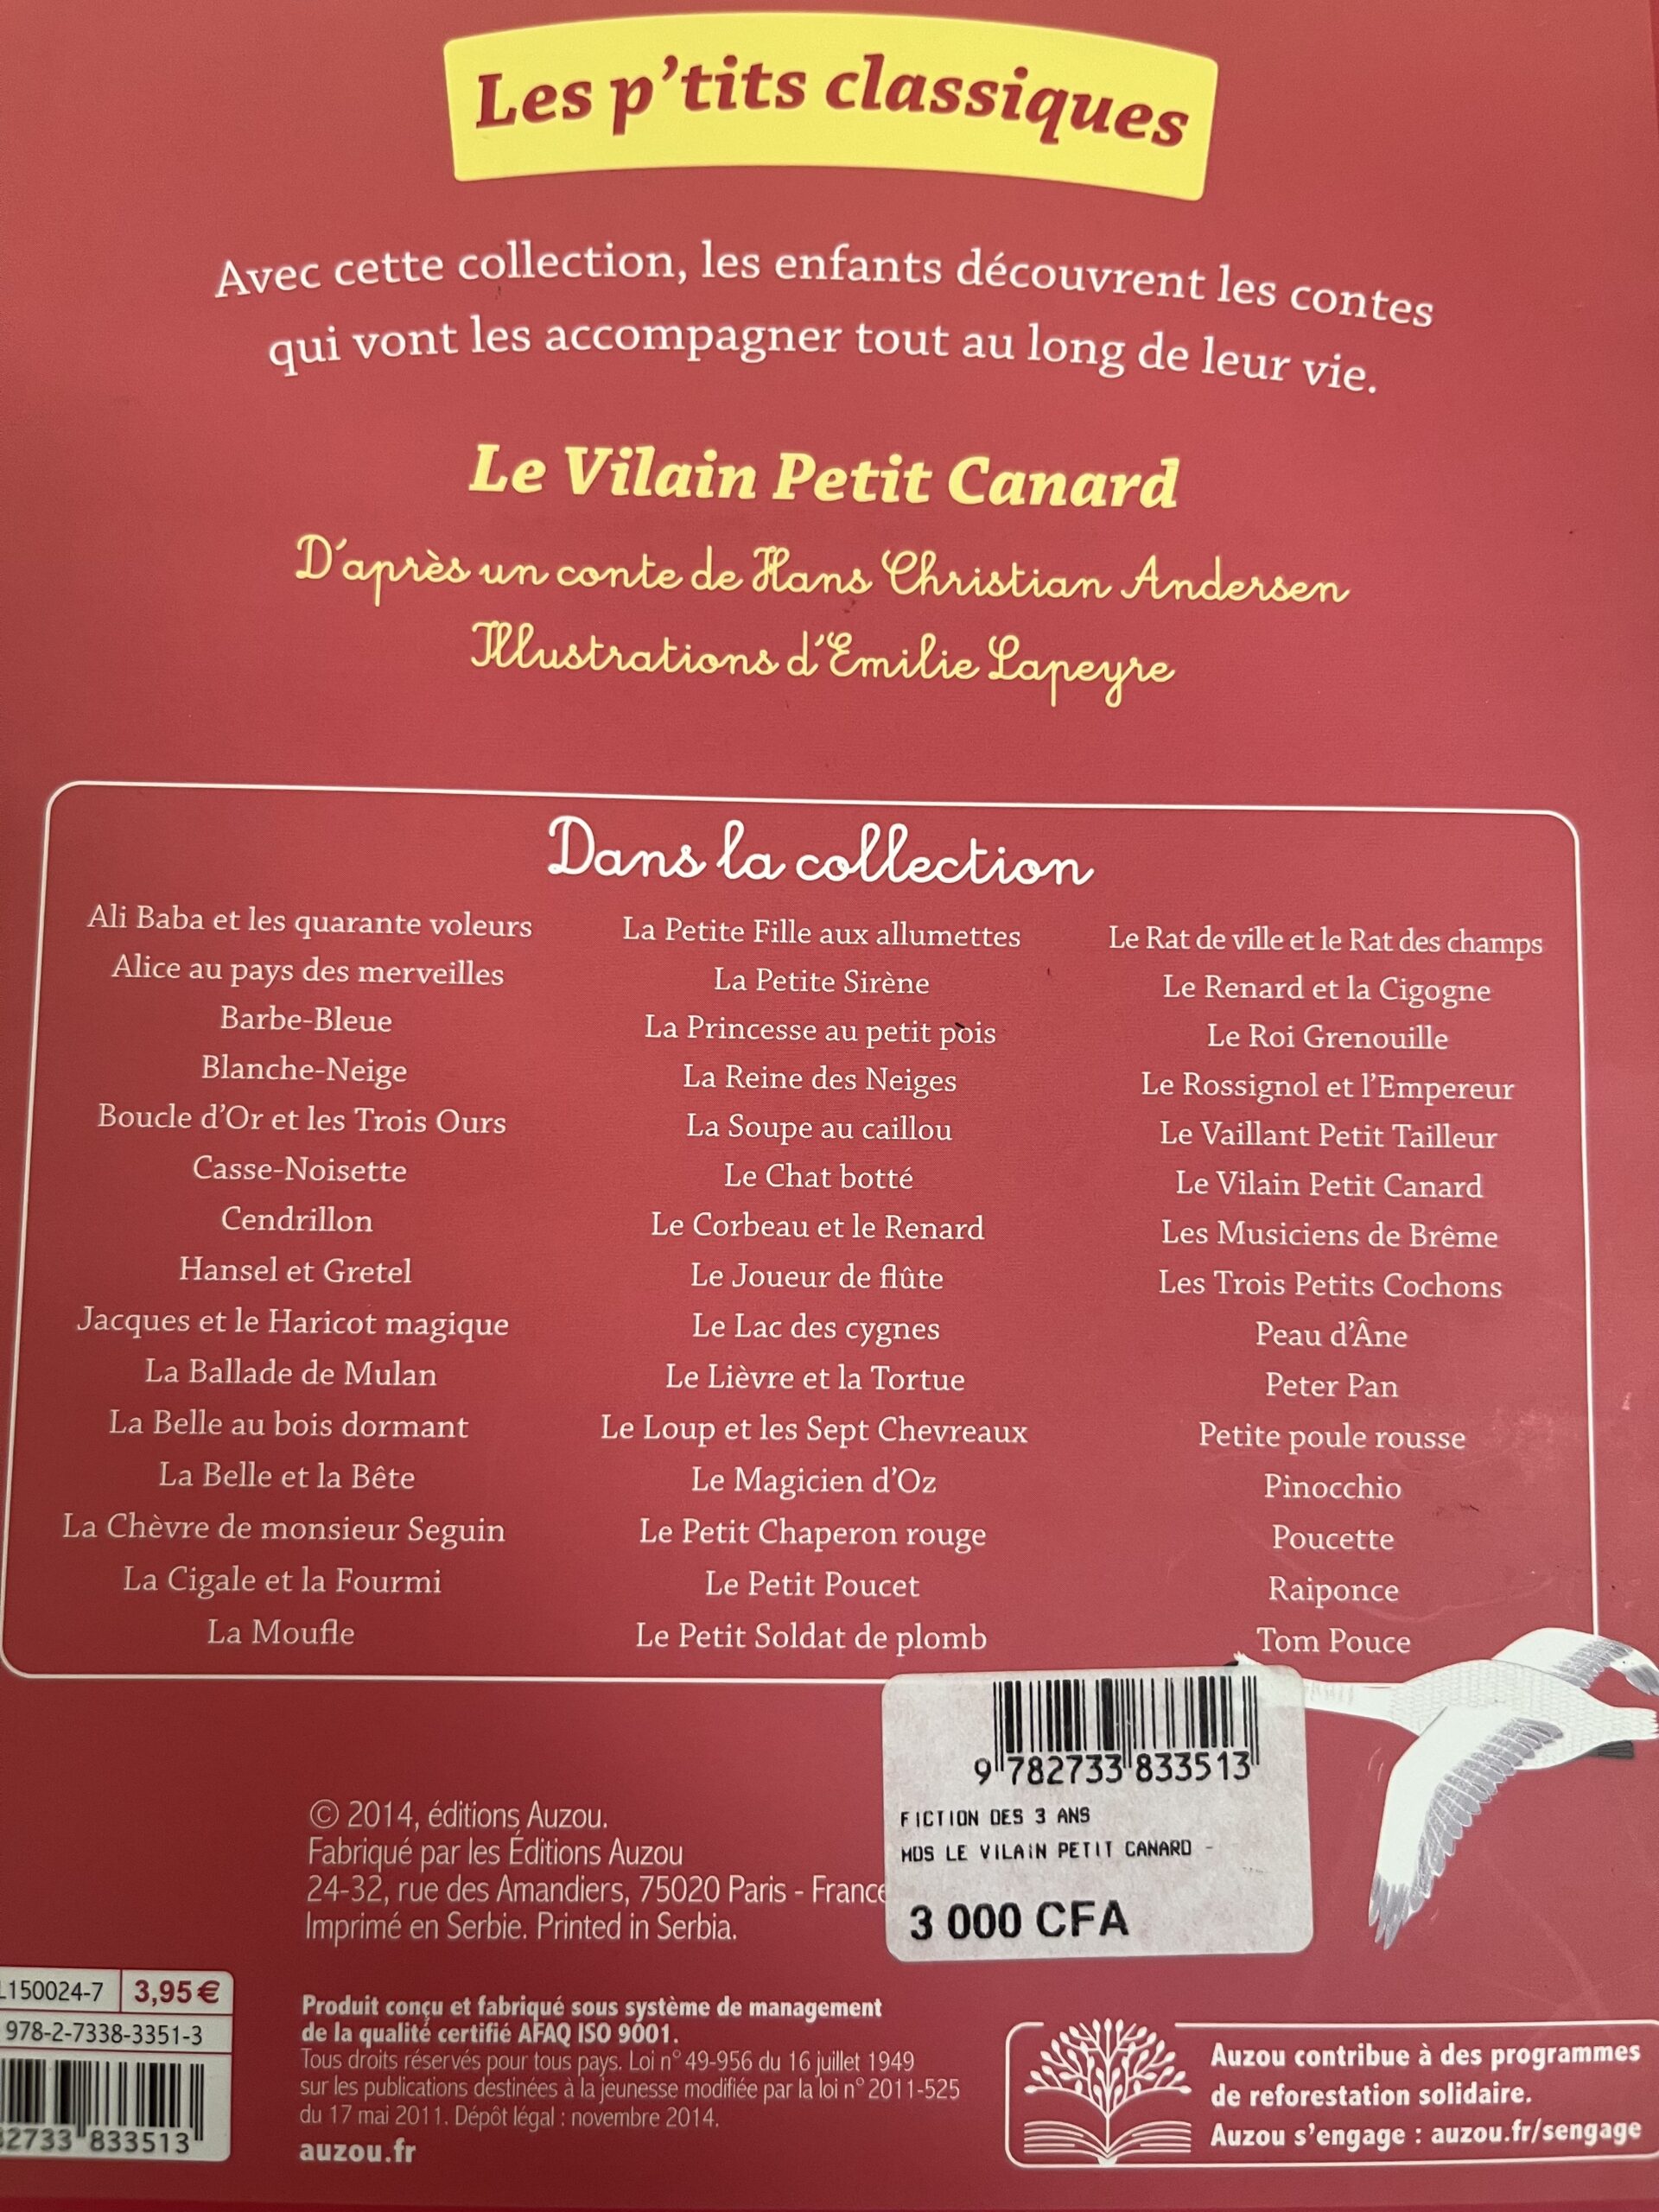 Les p'tits classiques
Avec cette collection, les enfants découvrent les contes
qui vont les accompagner tout au long de leur vie.
Le Vilain Petit Canard
D'après un conte de Hans Christian Andersen
Illustrations d'Emilie Lapeyre
Dans la collection
Ali Baba et les quarante voleurs
Alice au pays des merveilles
Barbe-Bleue
Blanche-Neige
Boucle d'Or et les Trois Ours
Casse-Noisette
Cendrillon
Hansel et Gretel
Jacques et le Haricot magique
La Ballade de Mulan
La Belle au bois dormant
La Belle et la Bête
La Chèvre de monsieur Seguin
La Cigale et la Fourmi
La Moufle
La Petite Fille aux allumettes
La Petite Sirène
La Princesse au petit pois
La Reine des Neiges
La Soupe au caillou
Le Chat botté
Le Corbeau et le Renard
Le Joueur de flûte
Le Lac des cygnes
Le Lièvre et la Tortue
Le Loup et les Sept Chevreaux
Le Magicien d'Oz
Le Petit Chaperon rouge
Le Petit Poucet
Le Petit Soldat de plomb
Le Rat de ville et le Rat des champs
Le Renard et la Cigogne
Le Roi Grenouille
Le Rossignol et l'Empereur
Le Vaillant Petit Tailleur
Le Vilain Petit Canard
Les Musiciens de Brême
Les Trois Petits Cochons
Peau d'Âne
Peter Pan
Petite poule rousse
Pinocchio
Poucette
Raiponce
Tom Pouce
9 782733 833513
FICTION DES 3 ANS
MDS LE VILAIN PETIT CANARD -
3 000 CFA
© 2014, éditions Auzou.
Fabriqué par les Éditions Auzou
24-32, rue des Amandiers, 75020 Paris - France
Imprimé en Serbie. Printed in Serbia.
L150024-7 3,95 €
978-2-7338-3351-3
32733 833513
Produit conçu et fabriqué sous système de management
de la qualité certifié AFAQ ISO 9001.
Tous droits réservés pour tous pays. Loi n° 49-956 du 16 juillet 1949
sur les publications destinées à la jeunesse modifiée par la loi n° 2011-525
du 17 mai 2011. Dépôt légal : novembre 2014.
auzou.fr
Auzou contribue à des programmes
de reforestation solidaire.
Auzou s'engage : auzou.fr/sengage